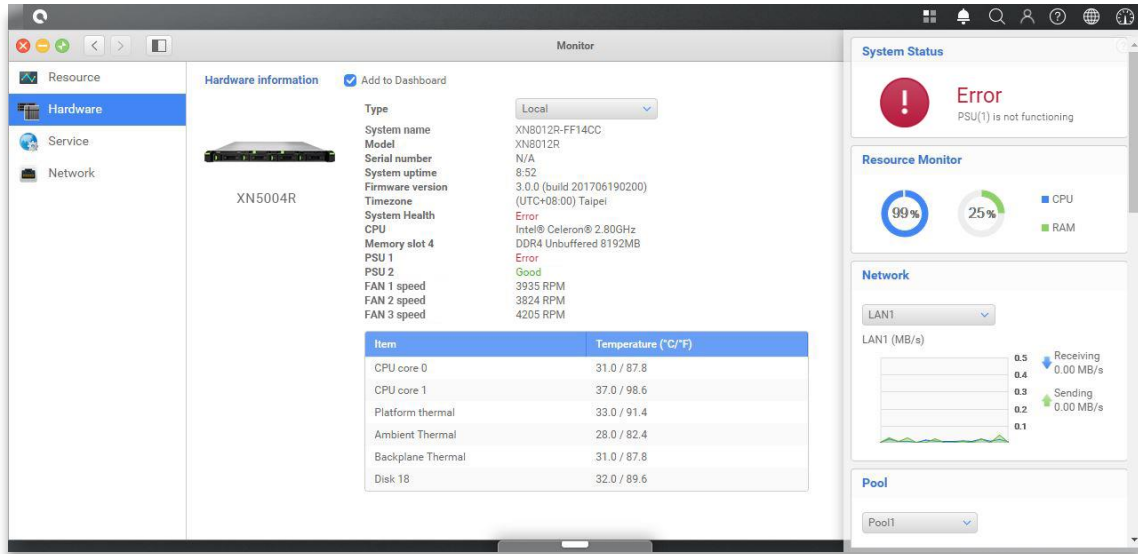 Monitor
Resource
Hardware
Service
Network
Hardware information
Add to Dashboard
XN5004R
Type Local
System name XN8012R-FF14CC
Model XN8012R
Serial number N/A
System uptime 8:52
Firmware version 3.0.0 (build 201706190200)
Timezone (UTC+08:00) Taipei
System Health Error
CPU Intel® Celeron® 2.80GHz
Memory slot 4 DDR4 Unbuffered 8192MB
PSU 1 Error
PSU 2 Good
FAN 1 speed 3935 RPM
FAN 2 speed 3824 RPM
FAN 3 speed 4205 RPM
Item Temperature (°C/°F)
CPU core 0 31.0 / 87.8
CPU core 1 37.0 / 98.6
Platform thermal 33.0 / 91.4
Ambient Thermal 28.0 / 82.4
Backplane Thermal 31.0 / 87.8
Disk 18 32.0 / 89.6
System Status
Error
PSU(1) is not functioning
Resource Monitor
99%
25%
CPU
RAM
Network
LAN1
LAN1 (MB/s)
0.5
0.4
0.3
0.2
0.1
Receiving
0.00 MB/s
Sending
0.00 MB/s
Pool
Pool1